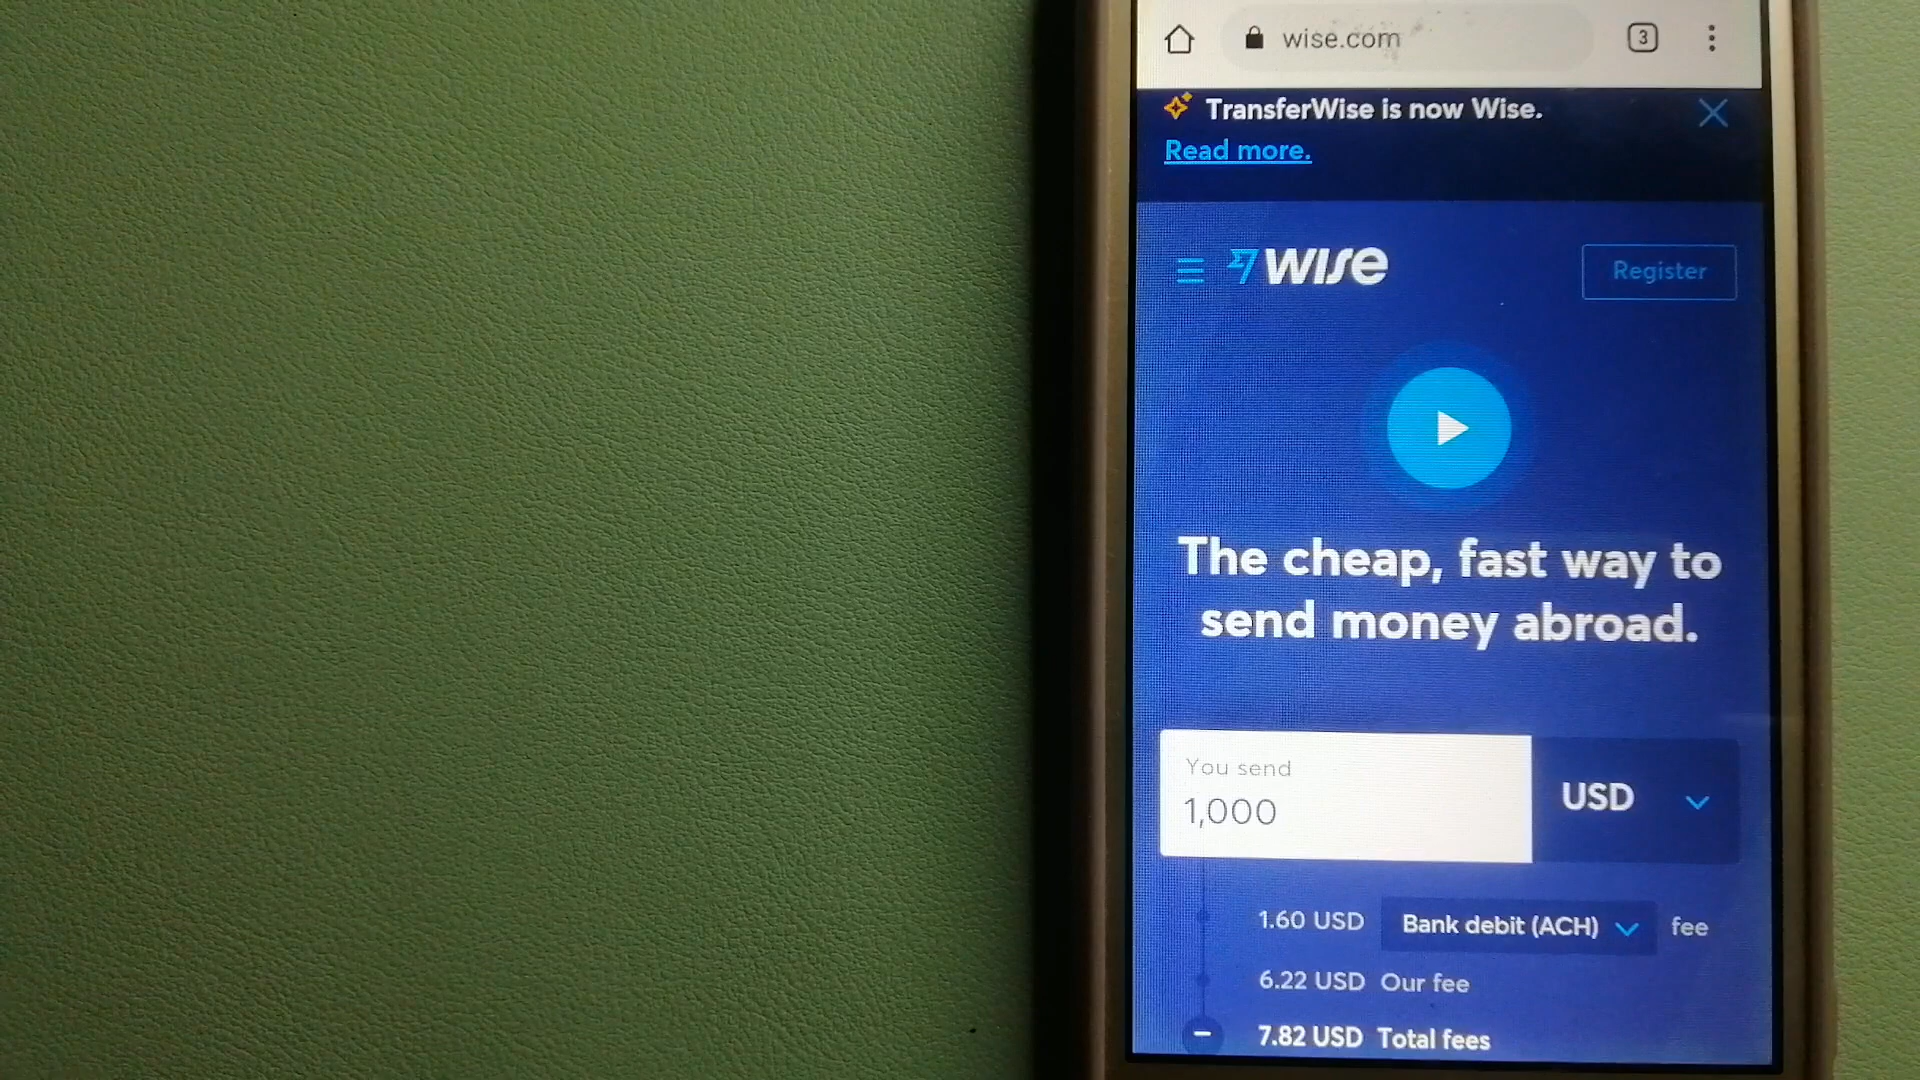 wise.com
3
TransferWise is now Wise.
Read more.
wise
Register
The cheap, fast way to
send money abroad.
You send
1,000
USD
1.60 USD Bank debit (ACH) fee
6.22 USD Our fee
7.82 USD Total fees